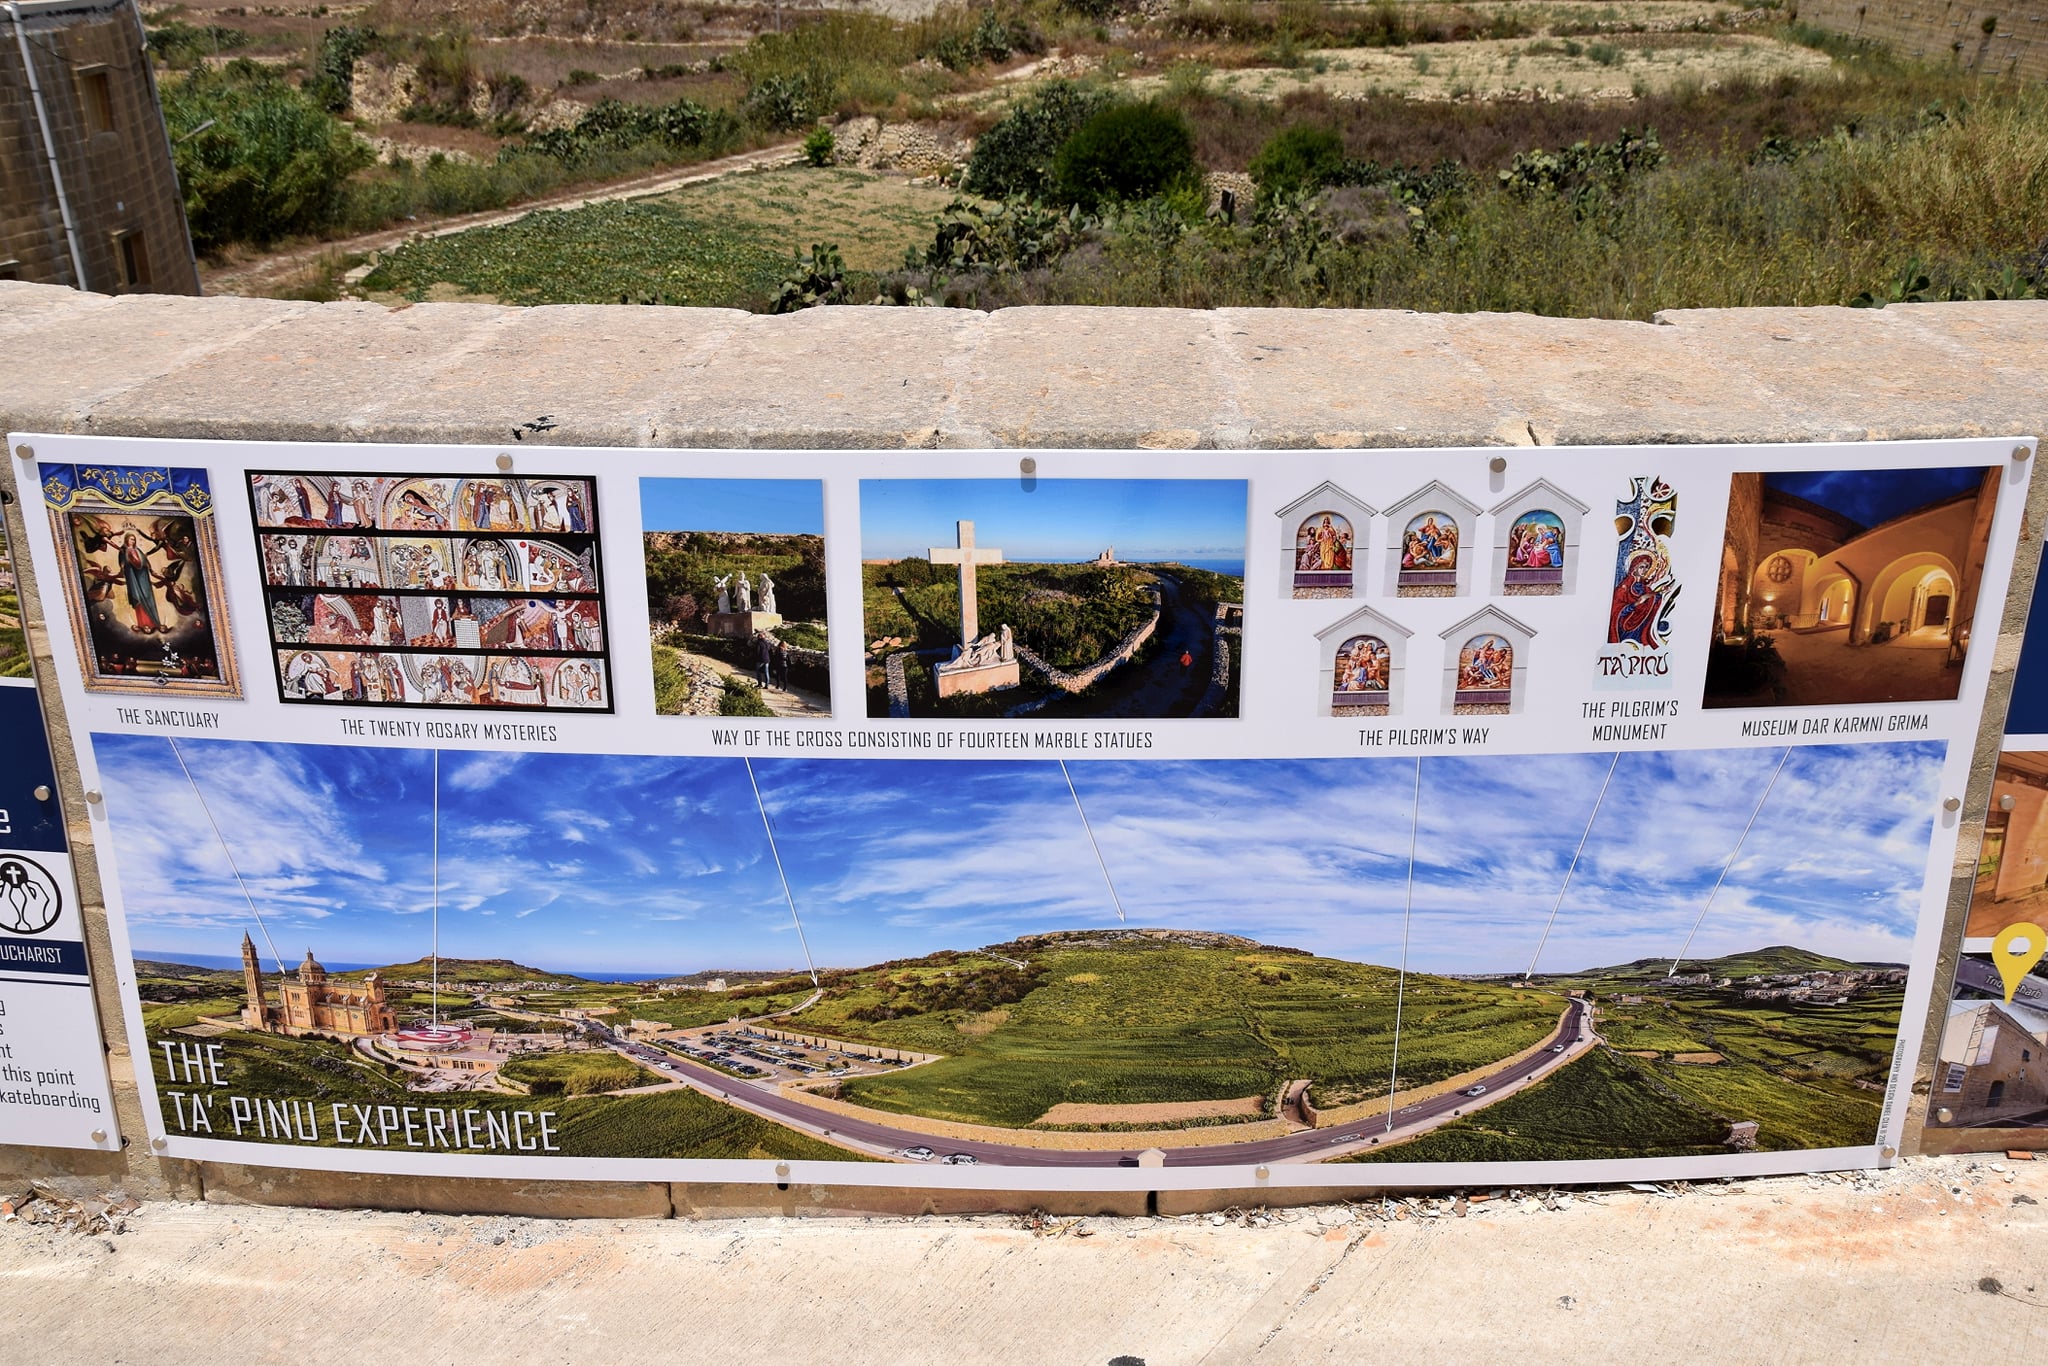 THE SANCTUARY
THE TWENTY ROSARY MYSTERIES
WAY OF THE CROSS CONSISTING OF FOURTEEN MARBLE STATUES
THE PILGRIM'S WAY
TA' PINU
THE PILGRIM'S
MONUMENT
MUSEUM DAR KARMNI GRIMA
THE
TA' PINU EXPERIENCE
UCHARIST
this point
kateboarding